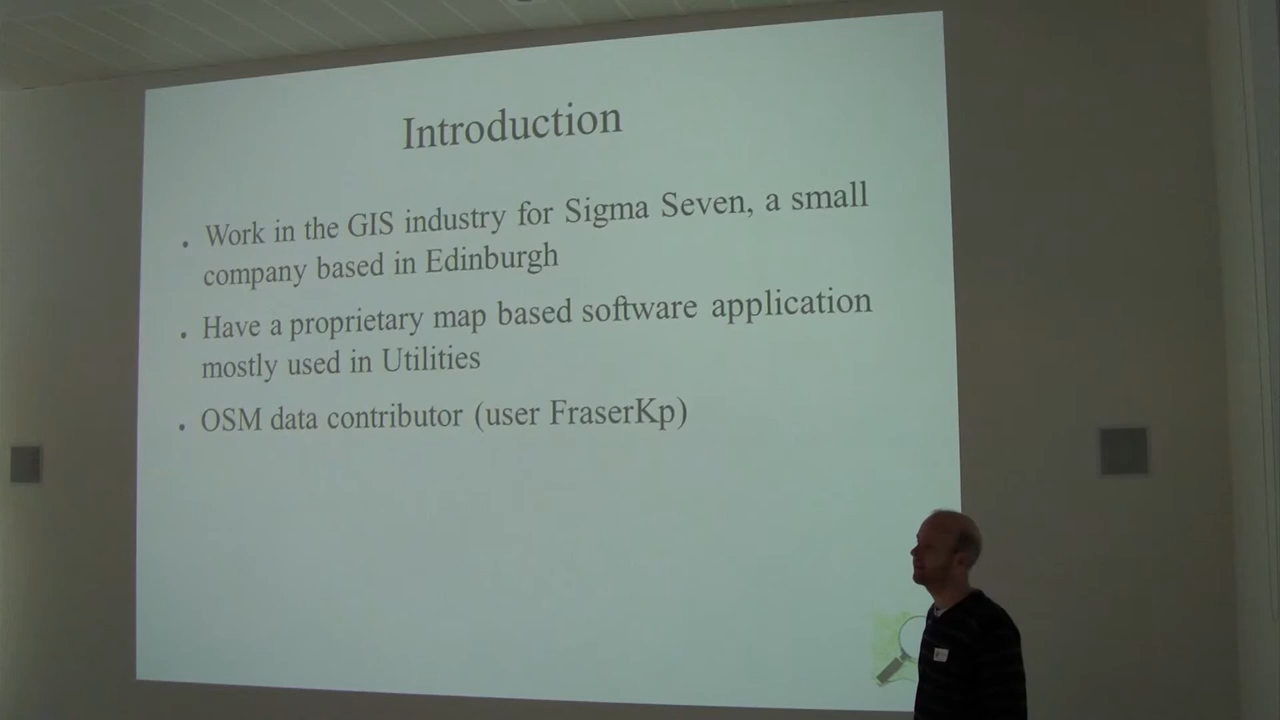 Introduction
• Work in the GIS industry for Sigma Seven, a small
company based in Edinburgh
• Have a proprietary map based software application
mostly used in Utilities
• OSM data contributor (user FraserKp)